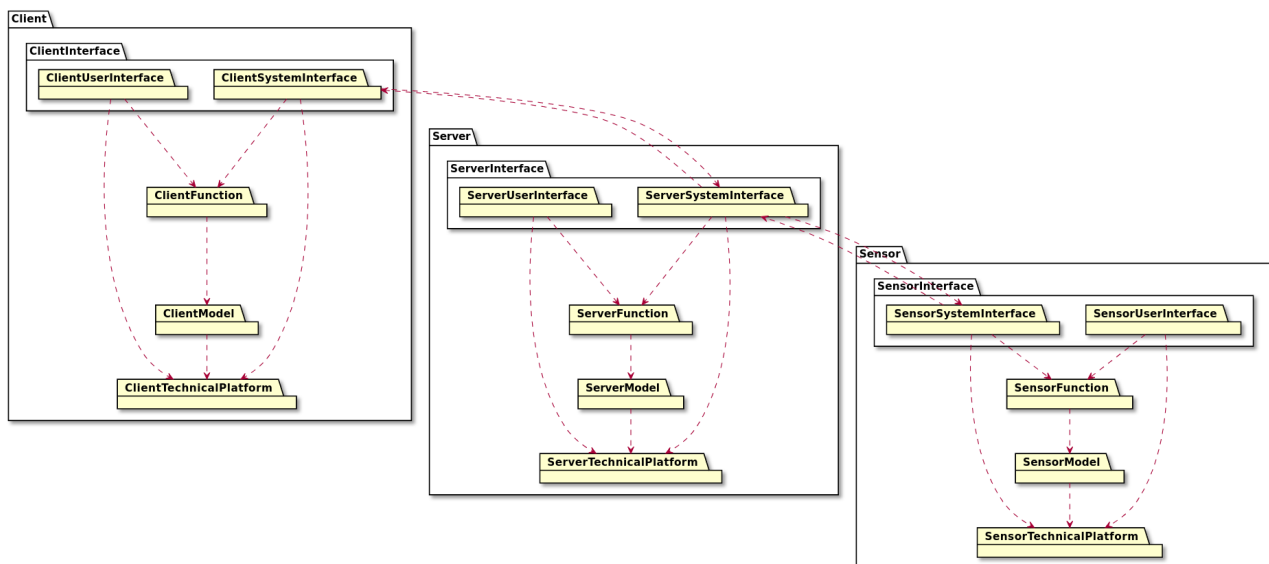 Client
ClientInterface
ClientUserInterface
ClientSystemInterface
ClientFunction
ClientModel
ClientTechnicalPlatform
Server
ServerInterface
ServerUserInterface
ServerSystemInterface
ServerFunction
ServerModel
ServerTechnicalPlatform
Sensor
SensorInterface
SensorSystemInterface
SensorUserInterface
SensorFunction
SensorModel
SensorTechnicalPlatform